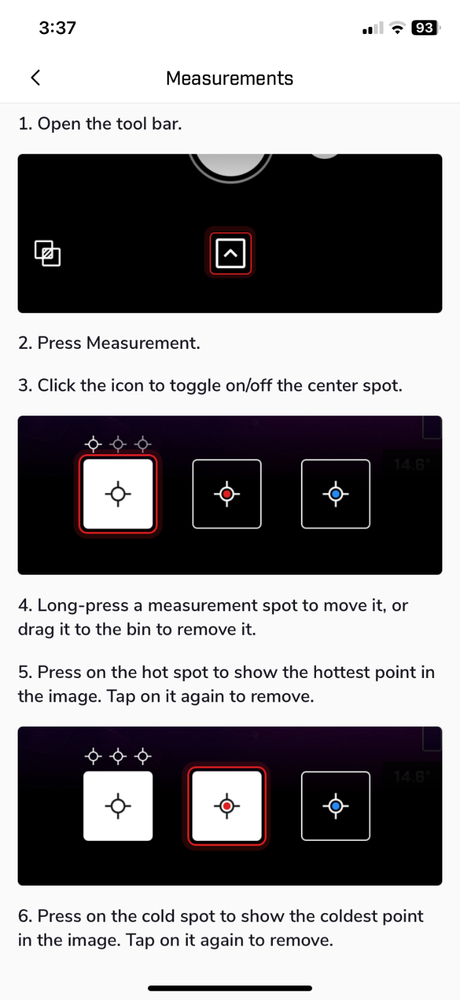 3:37
93
Measurements
1. Open the tool bar.
2. Press Measurement.
3. Click the icon to toggle on/off the center spot.
14.6°
4. Long-press a measurement spot to move it, or
drag it to the bin to remove it.
5. Press on the hot spot to show the hottest point in
the image. Tap on it again to remove.
14.6°
6. Press on the cold spot to show the coldest point
in the image. Tap on it again to remove.